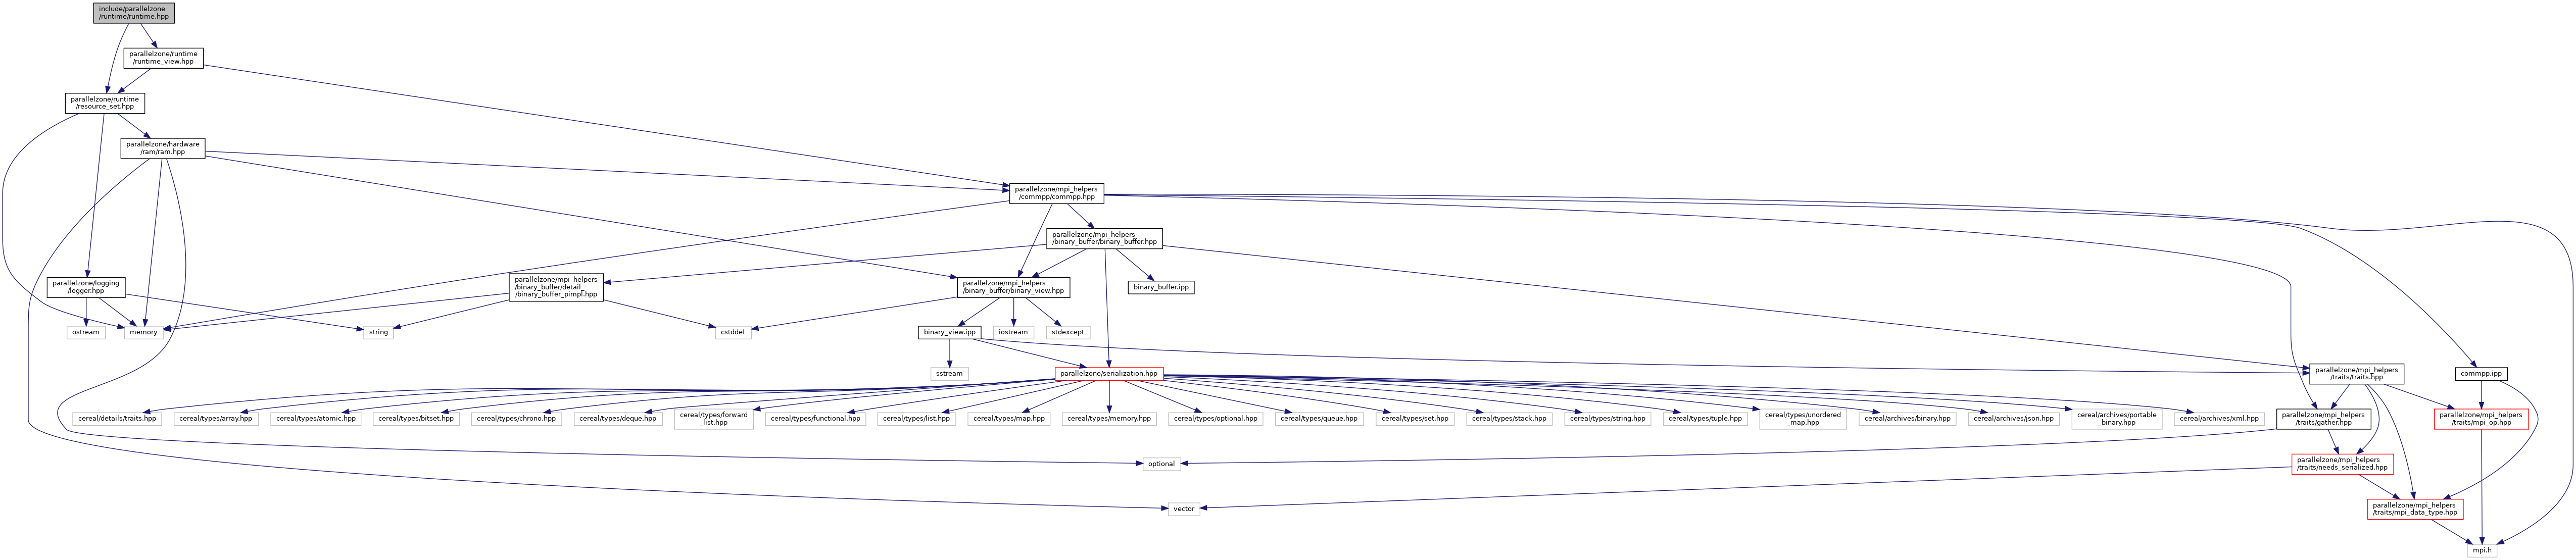 include/parallelzone
/runtime/runtime.hpp
parallelzone/runtime
/runtime_view.hpp
parallelzone/runtime
/resource_set.hpp
parallelzone/hardware
/ram/ram.hpp
parallelzone/mpi_helpers
/commpp/commpp.hpp
parallelzone/mpi_helpers
/binary_buffer/binary_buffer.hpp
parallelzone/logging
/logger.hpp
parallelzone/mpi_helpers
/binary_buffer/detail_
/binary_buffer_pimpl.hpp
parallelzone/mpi_helpers
/binary_buffer/binary_view.hpp
binary_buffer.ipp
ostream
memory
string
cstddef
binary_view.ipp
iostream
stdexcept
sstream
parallelzone/serialization.hpp
parallelzone/mpi_helpers
/traits/traits.hpp
commpp.ipp
cereal/details/traits.hpp
cereal/types/array.hpp
cereal/types/atomic.hpp
cereal/types/bitset.hpp
cereal/types/chrono.hpp
cereal/types/deque.hpp
cereal/types/forward
_list.hpp
cereal/types/functional.hpp
cereal/types/list.hpp
cereal/types/map.hpp
cereal/types/memory.hpp
cereal/types/optional.hpp
cereal/types/queue.hpp
cereal/types/set.hpp
cereal/types/stack.hpp
cereal/types/string.hpp
cereal/types/tuple.hpp
cereal/types/unordered
_map.hpp
cereal/archives/binary.hpp
cereal/archives/json.hpp
cereal/archives/portable
_binary.hpp
cereal/archives/xml.hpp
parallelzone/mpi_helpers
/traits/gather.hpp
parallelzone/mpi_helpers
/traits/mpi_op.hpp
optional
parallelzone/mpi_helpers
/traits/needs_serialized.hpp
vector
parallelzone/mpi_helpers
/traits/mpi_data_type.hpp
mpi.h